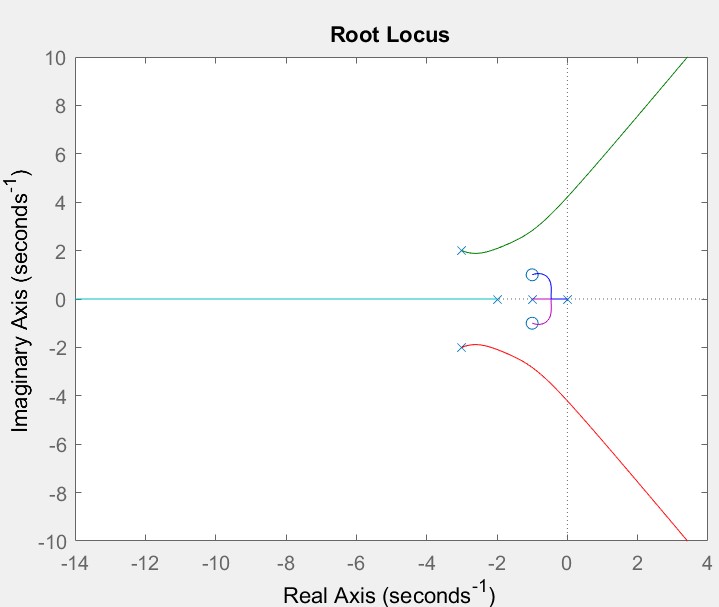 Root Locus
10
8
6
4
2
0
-2
-4
-6
-8
-10
Imaginary Axis (seconds⁻¹)
-14 -12 -10 -8 -6 -4 -2 0 2 4
Real Axis (seconds⁻¹)